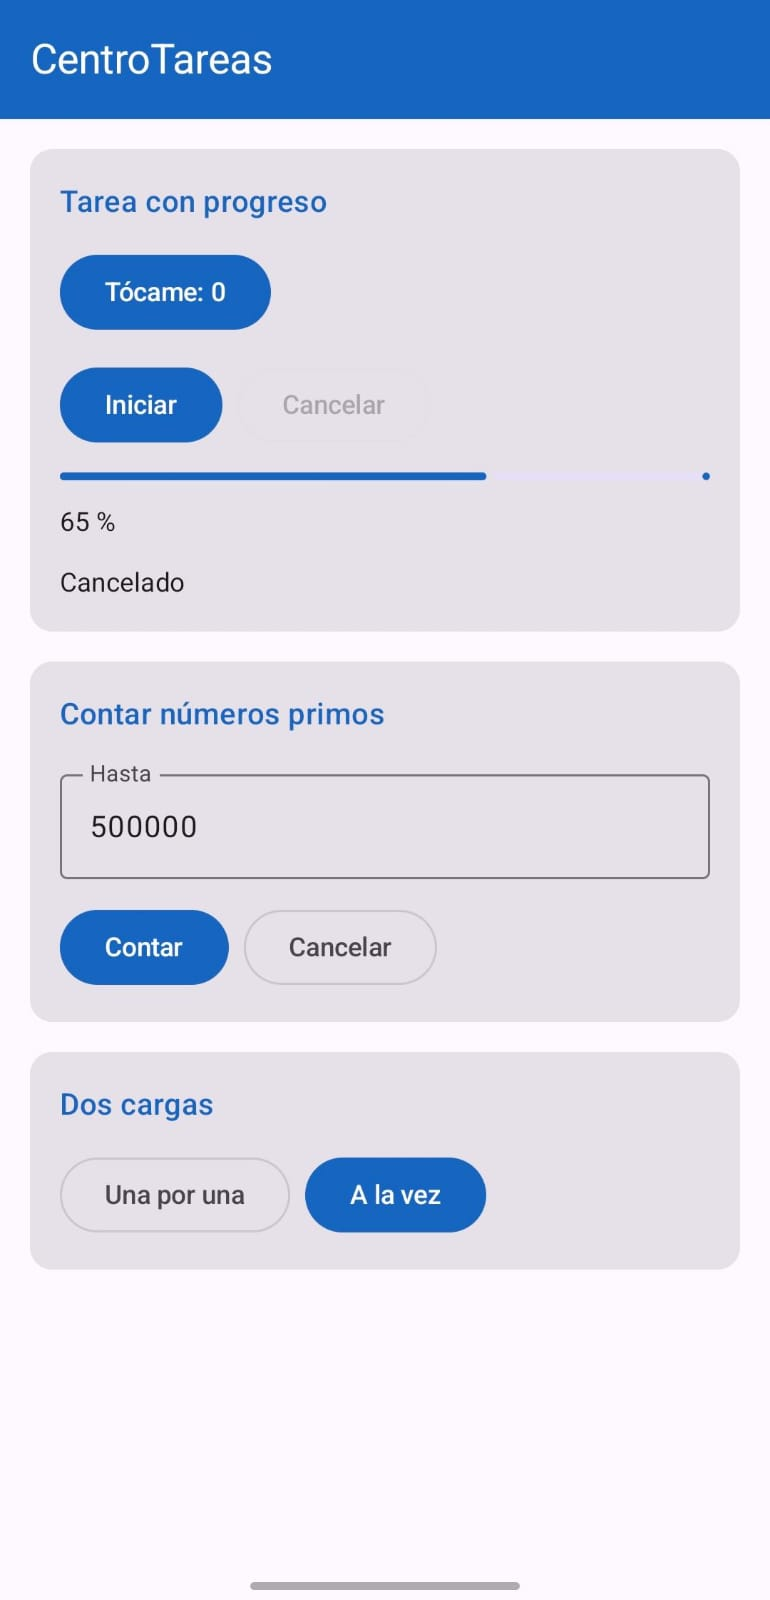 CentroTareas
Tarea con progreso
Tócame: 0
Iniciar
Cancelar
65 %
Cancelado
Contar números primos
Hasta
500000
Contar
Cancelar
Dos cargas
Una por una
A la vez